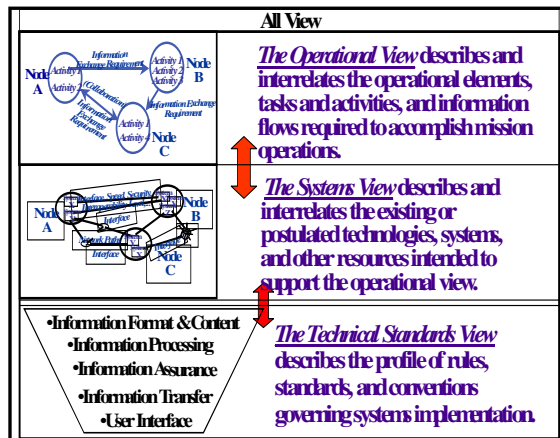 All View
Information
Exchange Requirement
Node
A
Activity 1
Activity 2
Activity 1
Activity 2
Activity 3
Node
B
(Collaboration)
Information
Exchange
Requirement
Information Exchange
Requirement
Activity 1
Activity 4
Node
C
The Operational View describes and
interrelates the operational elements,
tasks and activities, and information
flows required to accomplish mission
operations.
Node
A
Interface
Node
B
Interface
Node
C
The Systems View describes and
interrelates the existing or
postulated technologies, systems,
and other resources intended to
support the operational view.
•Information Format & Content
•Information Processing
•Information Assurance
•Information Transfer
•User Interface
The Technical Standards View
describes the profile of rules,
standards, and conventions
governing systems implementation.